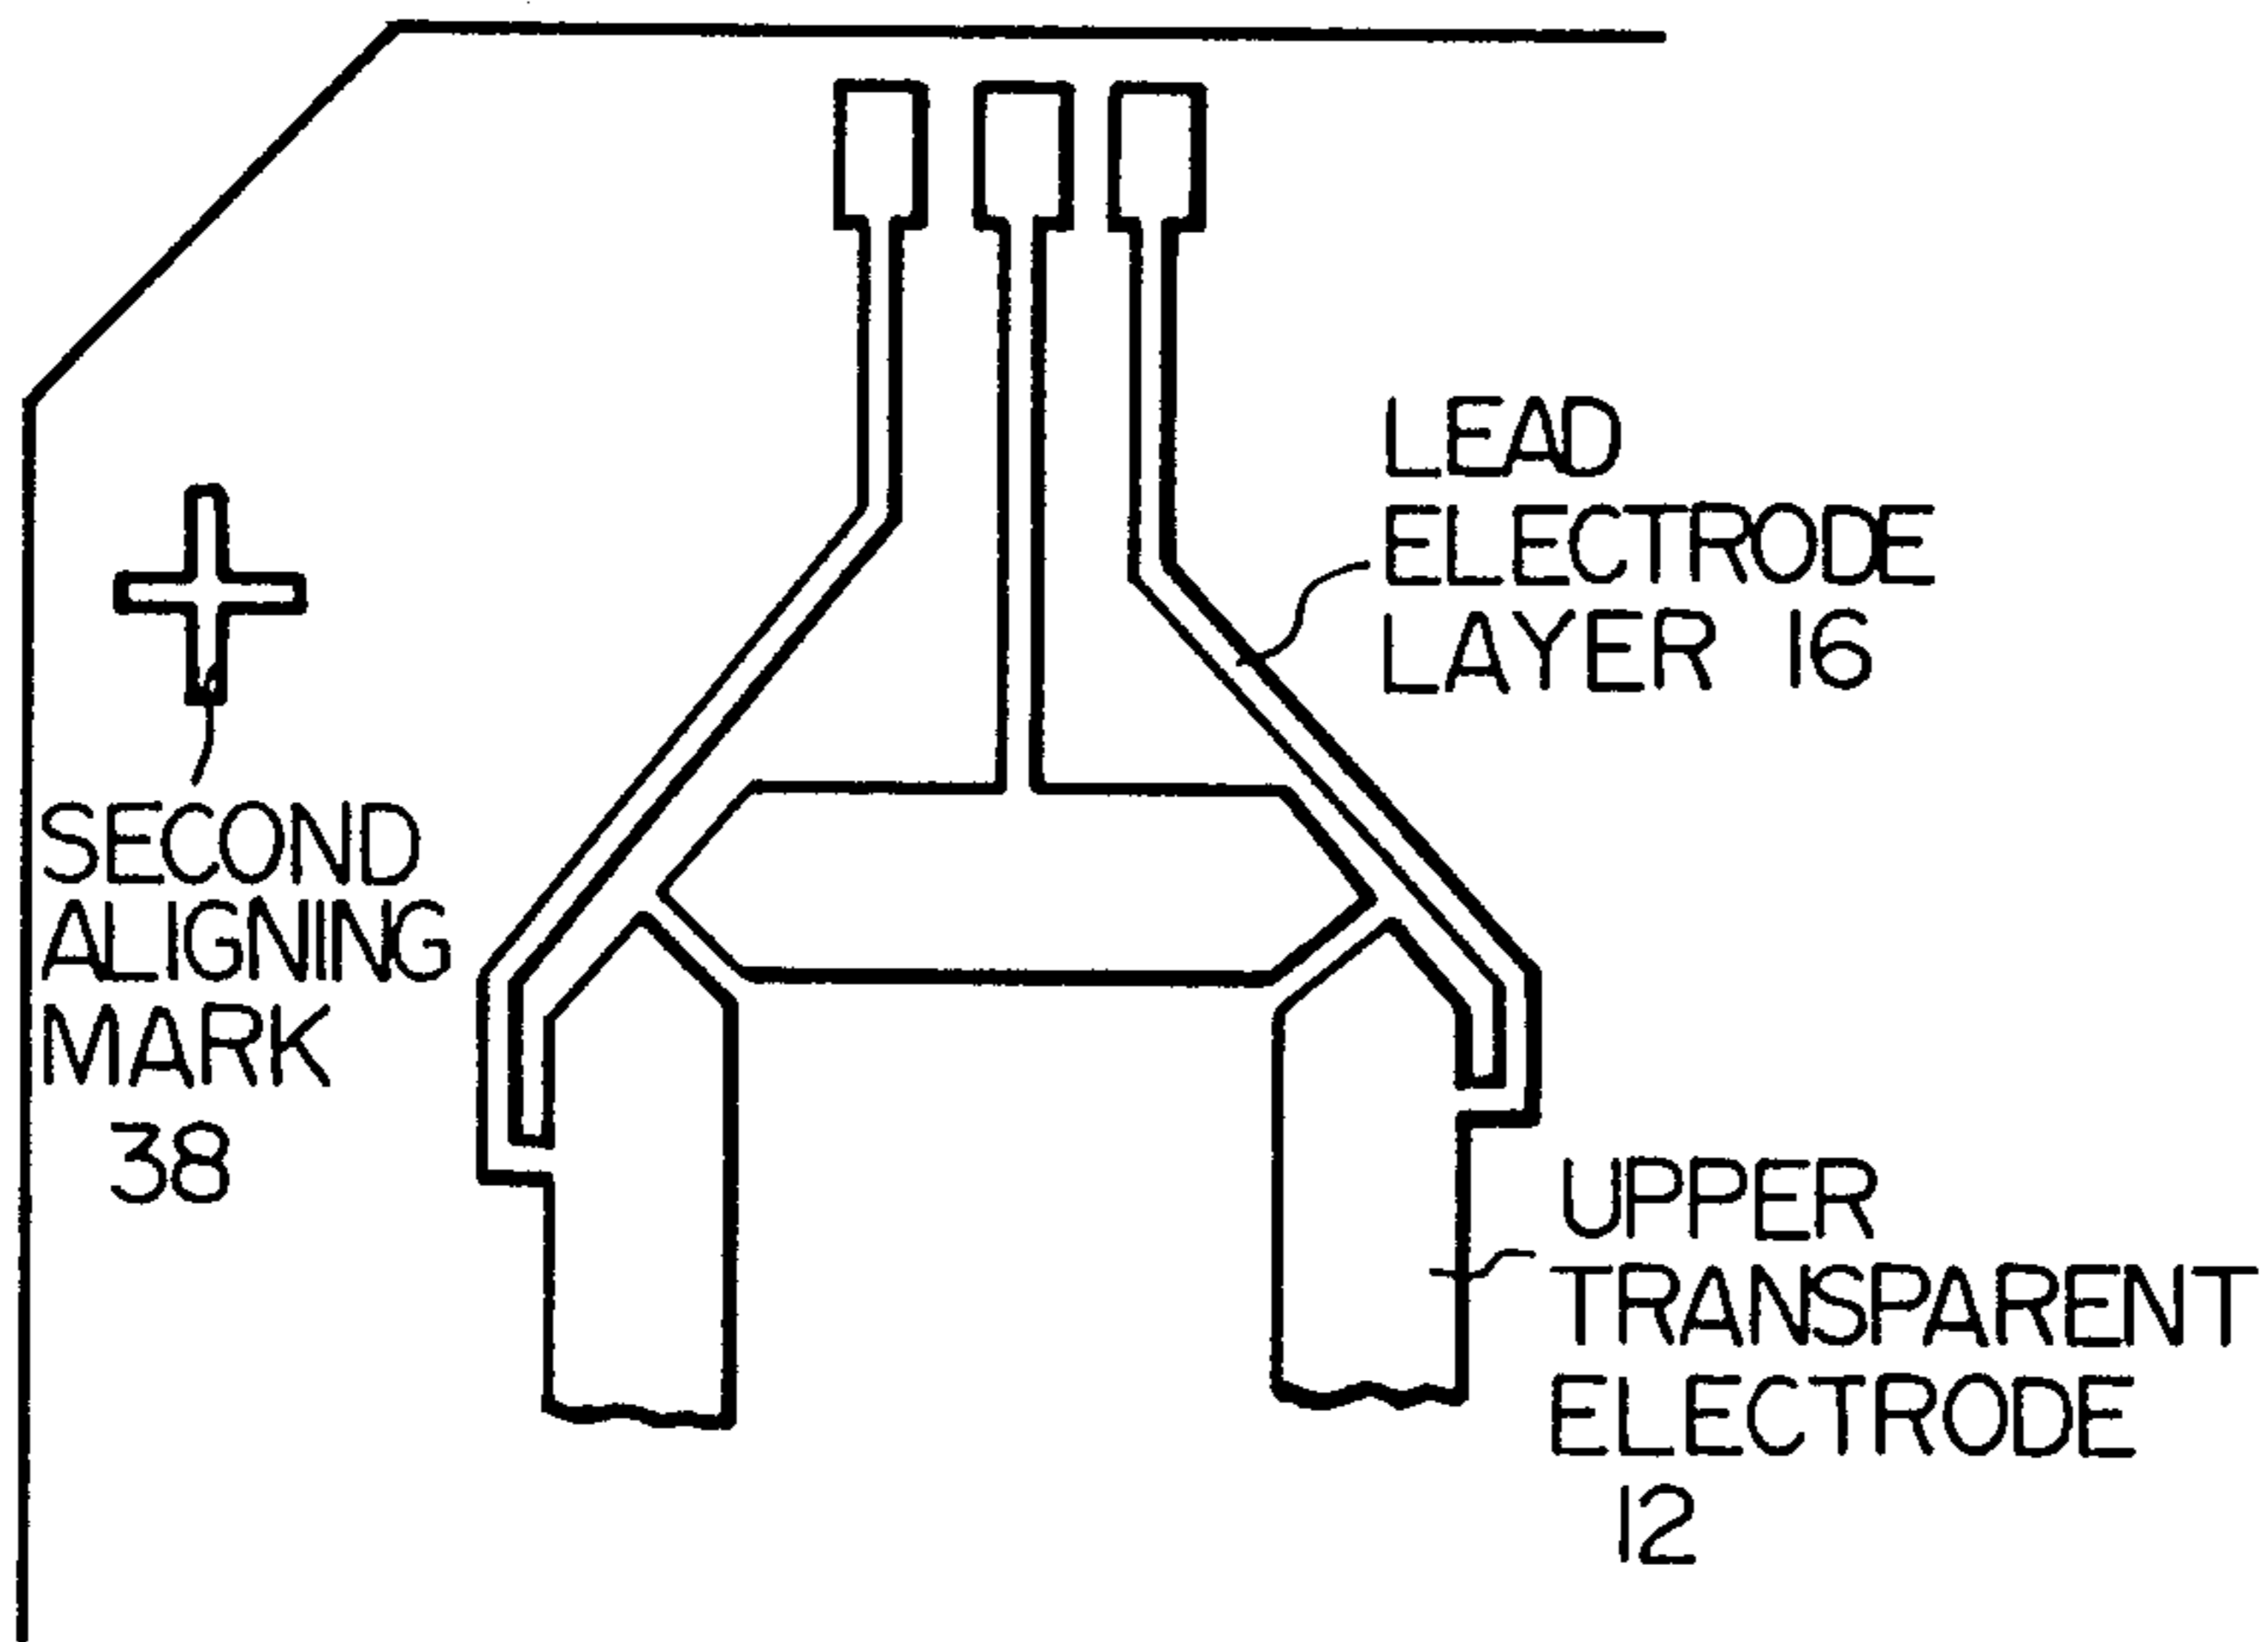 LEAD
ELECTRODE
LAYER 16
SECOND
ALIGNING
MARK
38
UPPER
TRANSPARENT
ELECTRODE
12